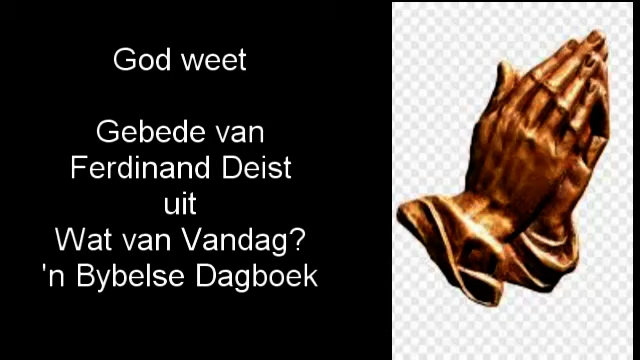 God weet
Gebede van
Ferdinand Deist
uit
Wat van Vandag?
'n Bybelse Dagboek